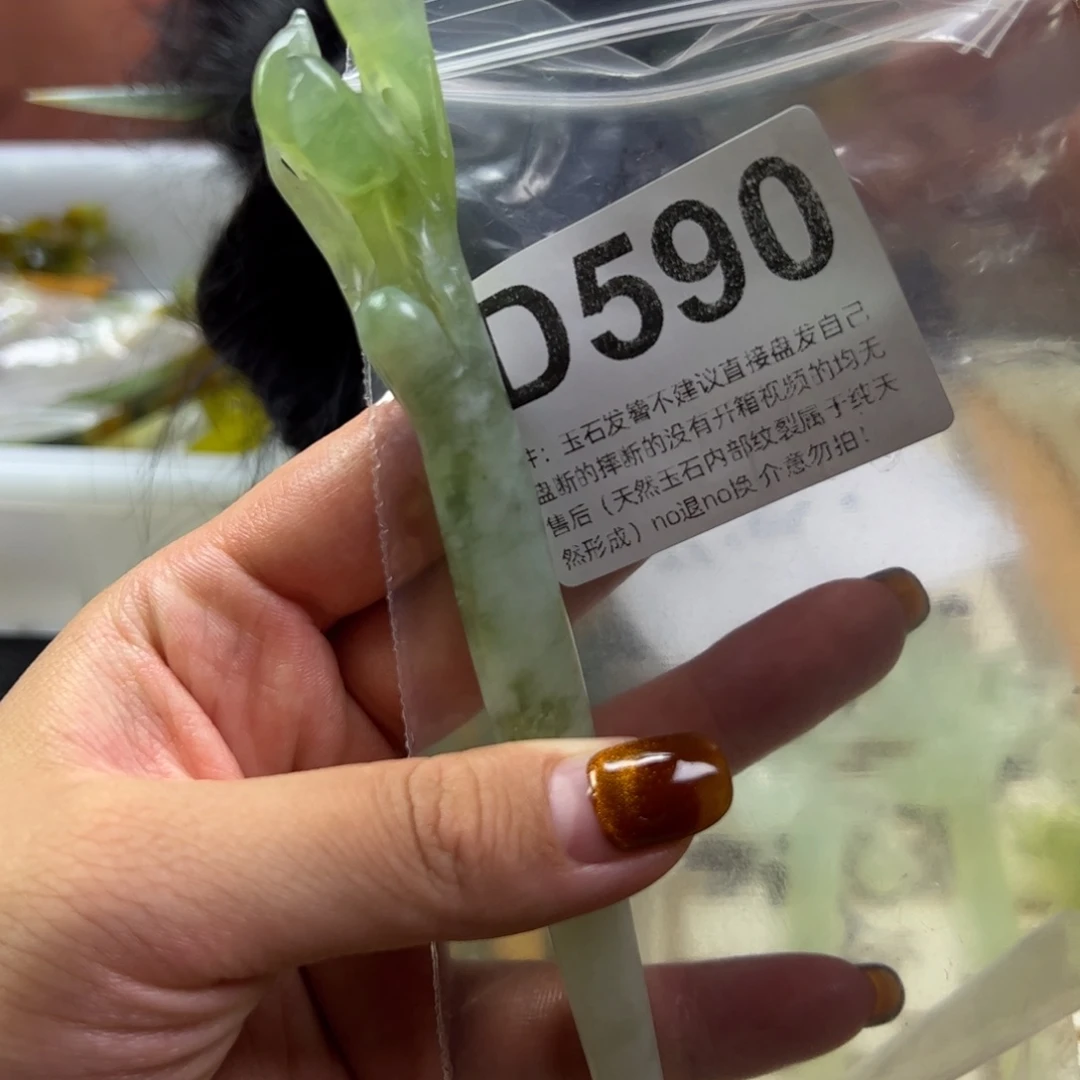 D590
件：玉石发簪不建议直接盘发自己
盘断的摔断的没有开箱视频的均无
售后（天然玉石内部纹裂属于纯天
然形成）no退no换 介意勿拍！